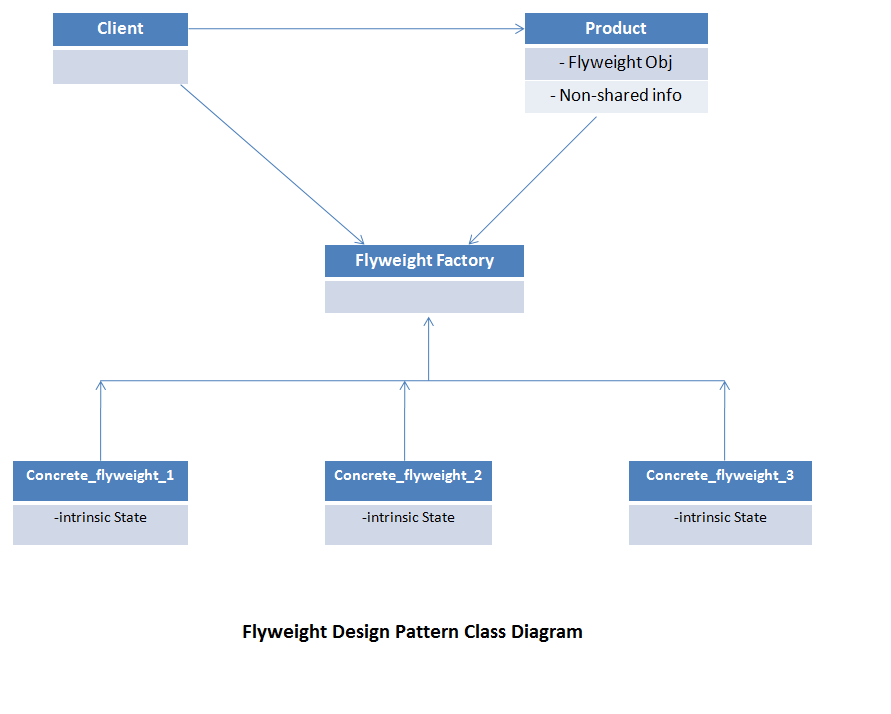 Client
Product
- Flyweight Obj
- Non-shared info
Flyweight Factory
Concrete_flyweight_1
-intrinsic State
Concrete_flyweight_2
-intrinsic State
Concrete_flyweight_3
-intrinsic State
Flyweight Design Pattern Class Diagram